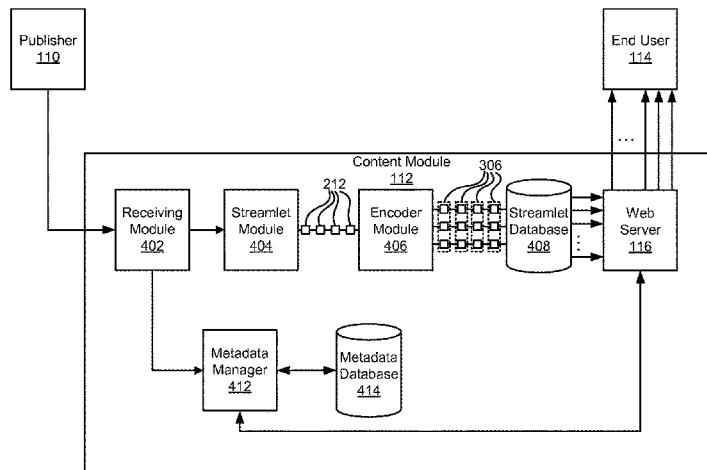 Publisher
110
End User
114
...
Content Module
112
212
306
Receiving
Module
402
Streamlet
Module
404
Encoder
Module
406
Streamlet
Database
408
Web
Server
116
Metadata
Manager
412
Metadata
Database
414